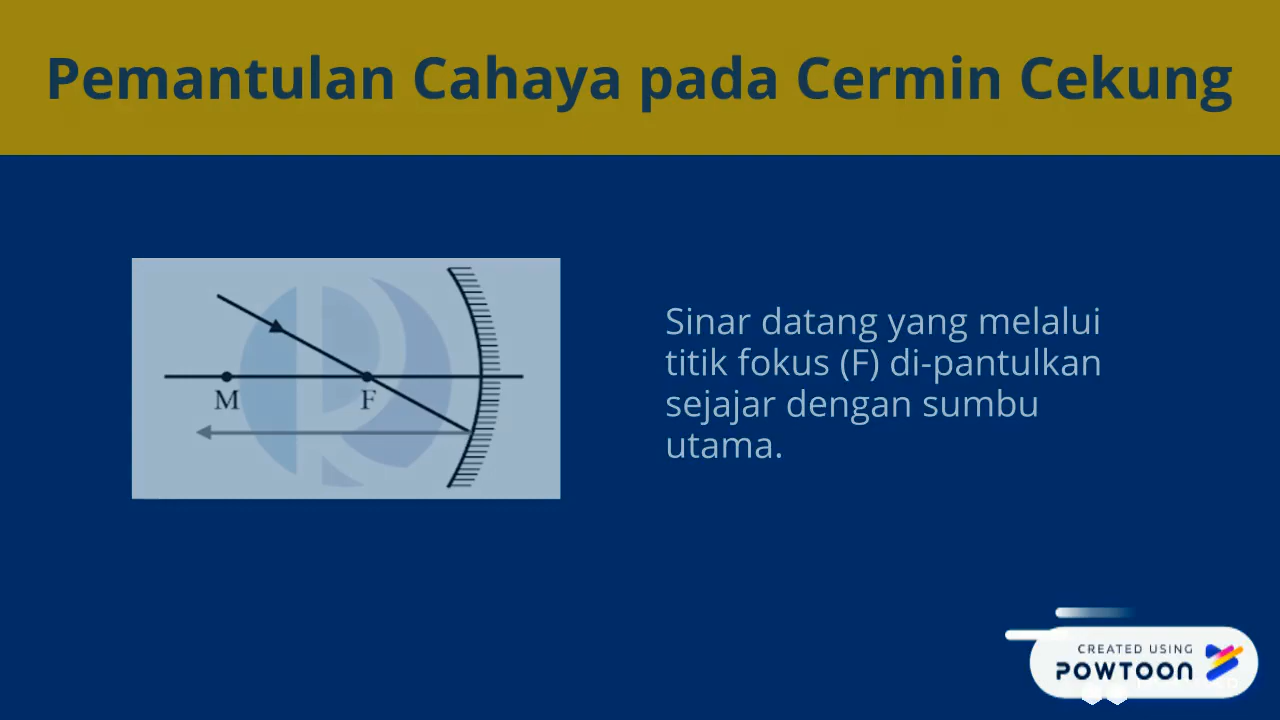 Pemantulan Cahaya pada Cermin Cekung
M
F
Sinar datang yang melalui
titik fokus (F) di-pantulkan
sejajar dengan sumbu
utama.
CREATED USING
POWTOON